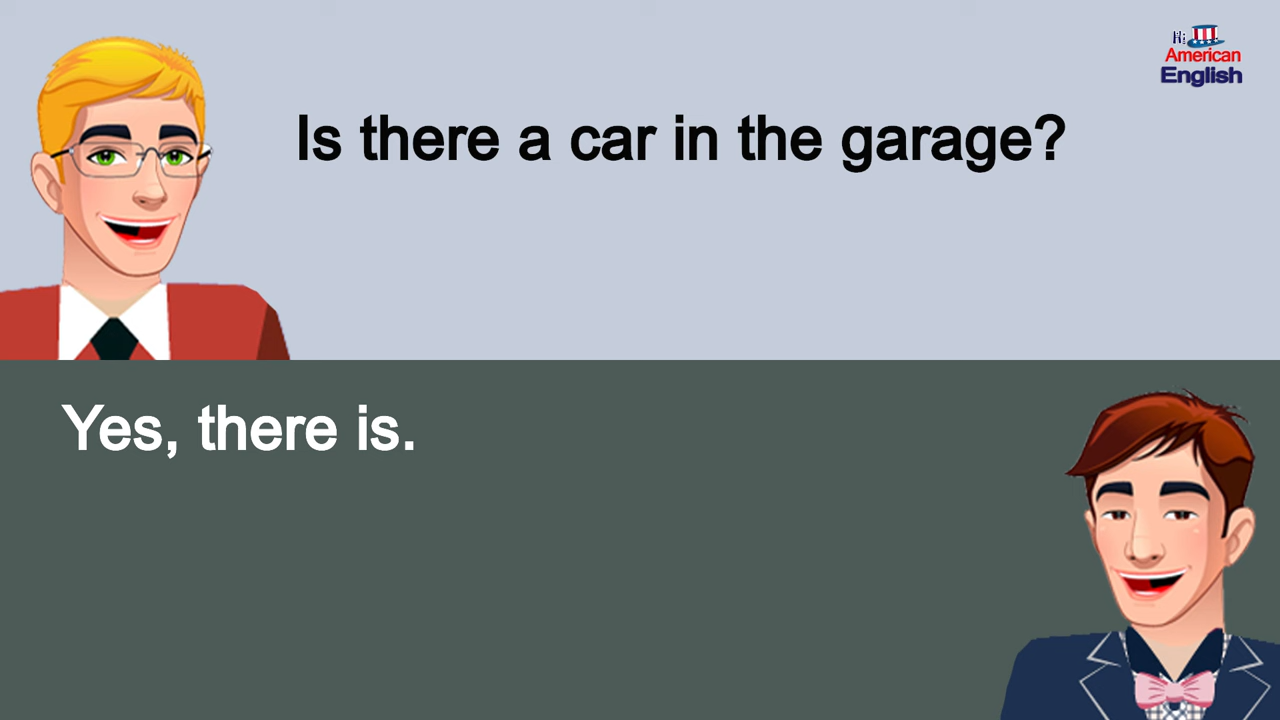 Hi
American
English
Is there a car in the garage?
Yes, there is.